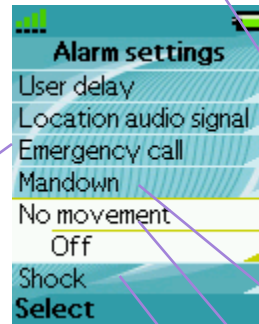 Alarm settings
User delay
Location audio signal
Emergency call
Mandown
No movement
Off
Shock
Select